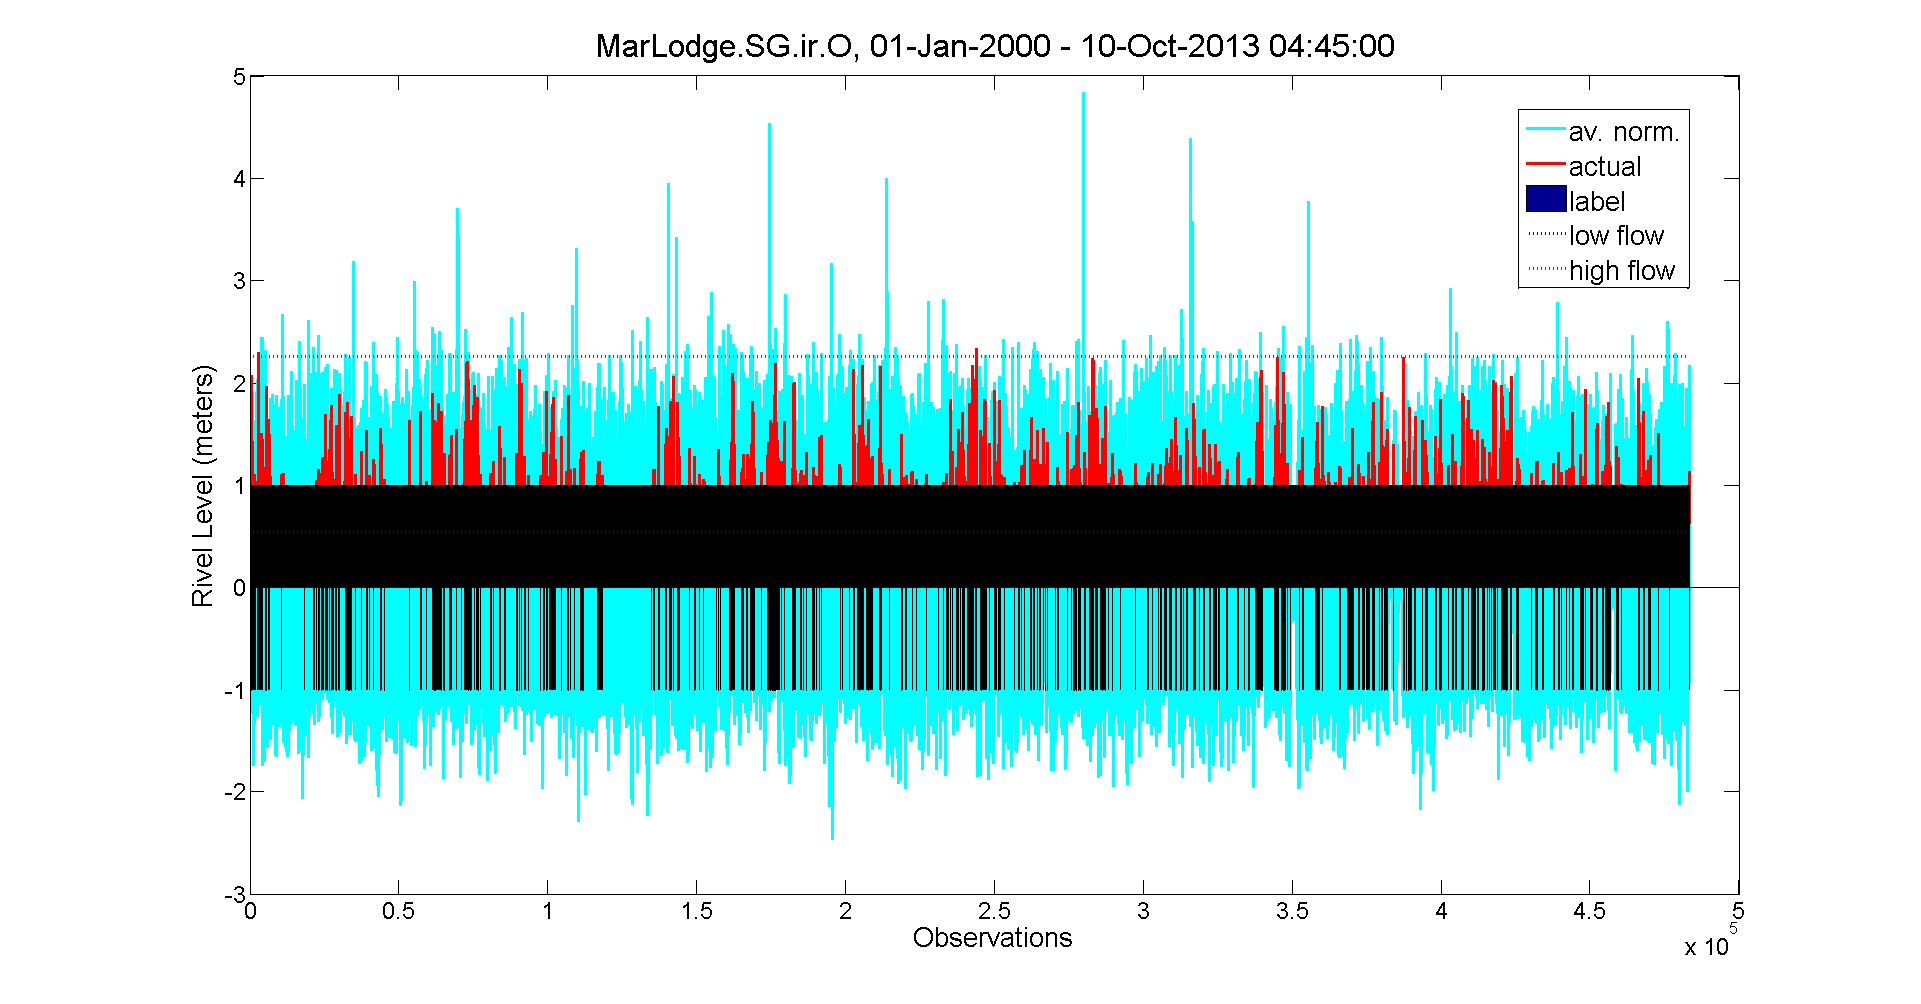 MarLodge.SG.ir.O, 01-Jan-2000 - 10-Oct-2013 04:45:00
5
4
3
2
1
0
-1
-2
-3
Rivel Level (meters)
av. norm.
actual
label
low flow
high flow
0 0.5 1 1.5 2 2.5 3 3.5 4 4.5 5
Observations
x 10^5